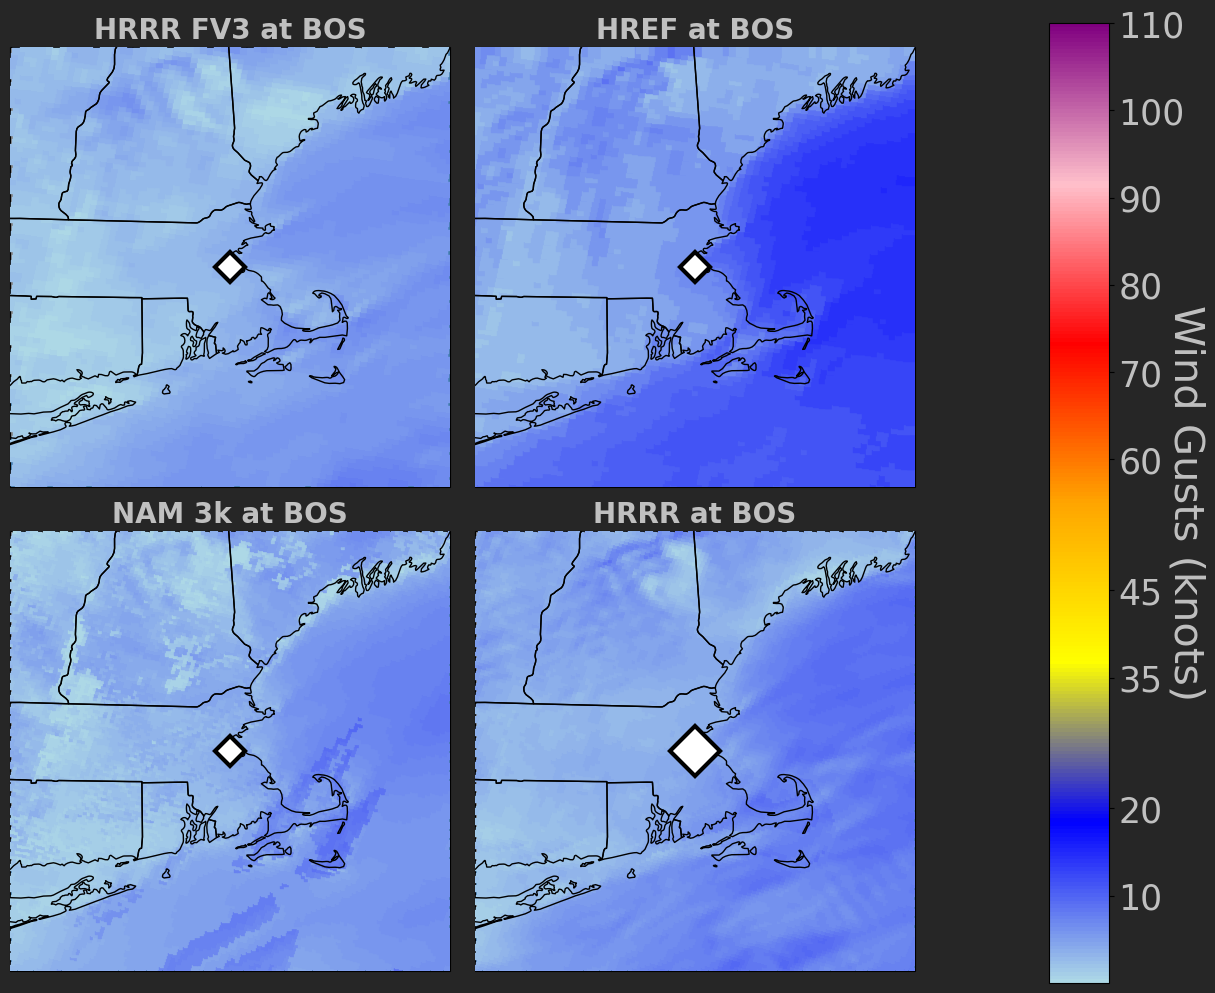 HRRR FV3 at BOS
HREF at BOS
NAM 3k at BOS
HRRR at BOS
110
100
90
80
70
60
45
35
20
10
Wind Gusts (knots)